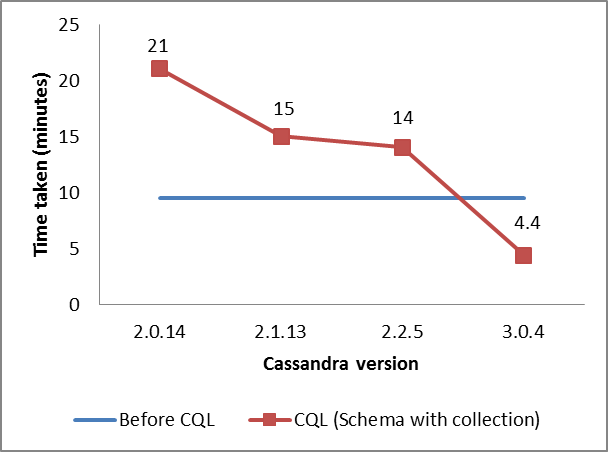 25
20
15
10
5
0
Time taken (minutes)
21
15
14
4.4
2.0.14 2.1.13 2.2.5 3.0.4
Cassandra version
Before CQL CQL (Schema with collection)